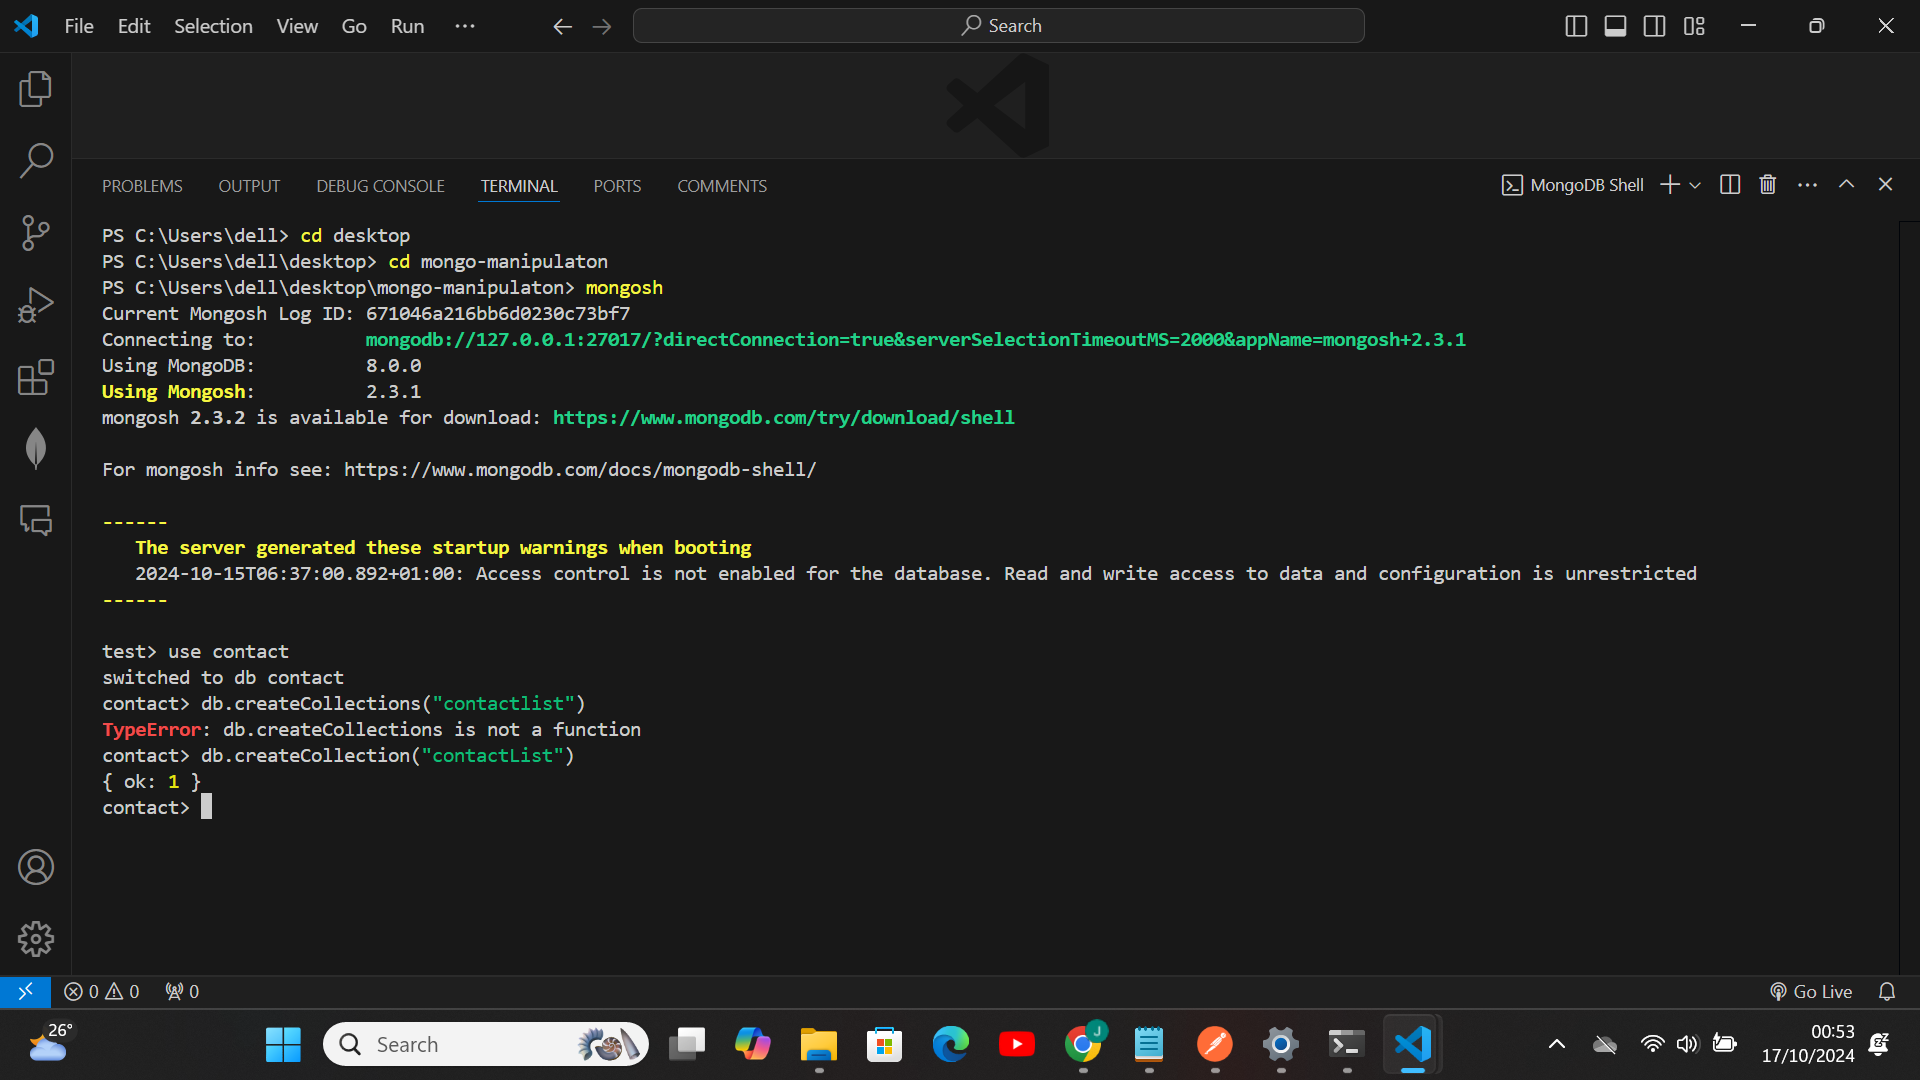 File Edit Selection View Go Run ··· Search
PROBLEMS OUTPUT DEBUG CONSOLE TERMINAL PORTS COMMENTS MongoDB Shell
PS C:\Users\dell> cd desktop
PS C:\Users\dell\desktop> cd mongo-manipulaton
PS C:\Users\dell\desktop\mongo-manipulaton> mongosh
Current Mongosh Log ID: 671046a216bb6d0230c73bf7
Connecting to: mongodb://127.0.0.1:27017/?directConnection=true&serverSelectionTimeoutMS=2000&appName=mongosh+2.3.1
Using MongoDB: 8.0.0
Using Mongosh: 2.3.1
mongosh 2.3.2 is available for download: https://www.mongodb.com/try/download/shell
For mongosh info see: https://www.mongodb.com/docs/mongodb-shell/
------
The server generated these startup warnings when booting
2024-10-15T06:37:00.892+01:00: Access control is not enabled for the database. Read and write access to data and configuration is unrestricted
------
test> use contact
switched to db contact
contact> db.createCollections("contactlist")
TypeError: db.createCollections is not a function
contact> db.createCollection("contactList")
{ ok: 1 }
contact>
0 0 0 Go Live
26° Search J 00:53
17/10/2024